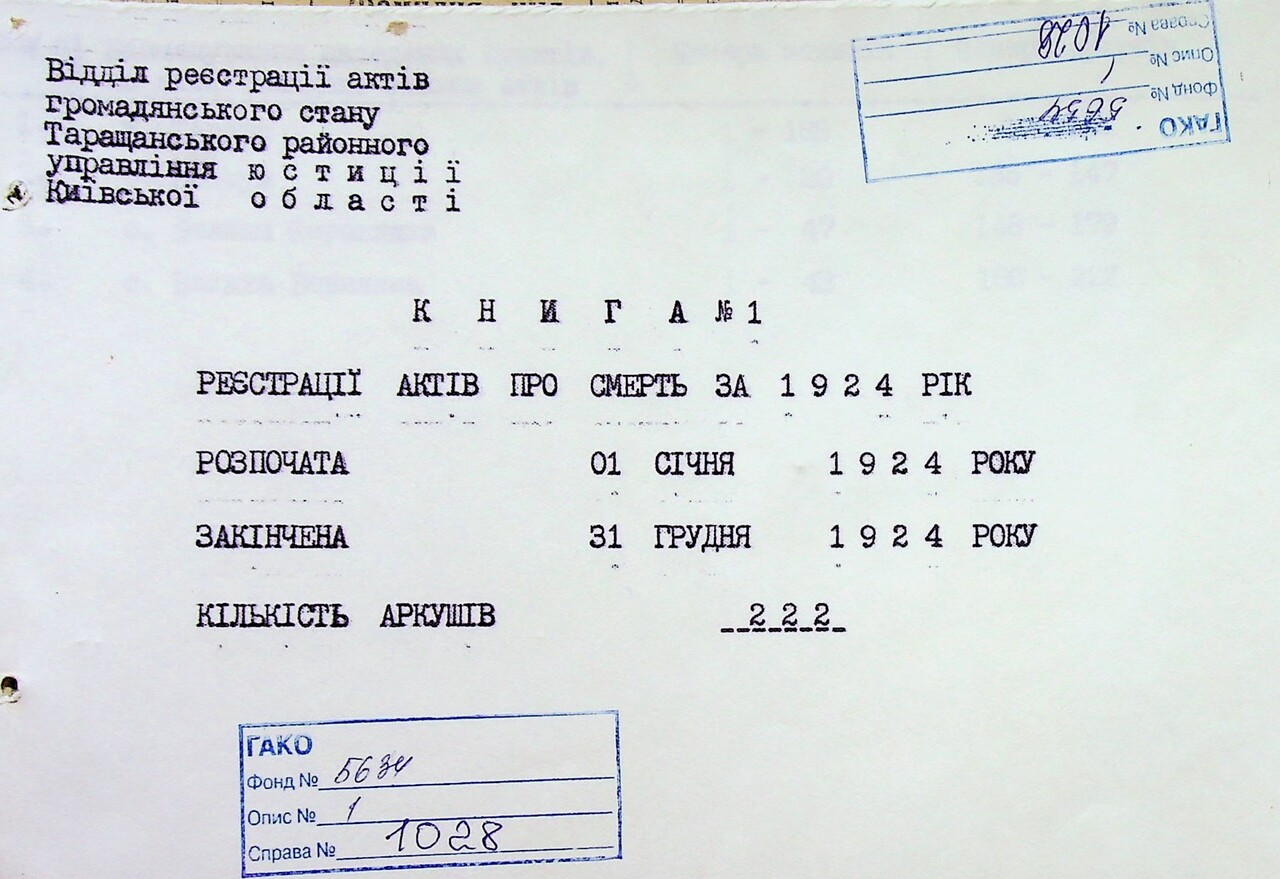 Відділ реєстрації актів
громадянського стану
Таращанського районного
управління юстиції
Київської області
ГАКО
Фонд № 5634
Опис № 1
Справа № 1028
КНИГА №1
РЕЄСТРАЦІЇ АКТІВ ПРО СМЕРТЬ ЗА 1924 РІК
РОЗПОЧАТА 01 СІЧНЯ 1924 РОКУ
ЗАКІНЧЕНА 31 ГРУДНЯ 1924 РОКУ
КІЛЬКІСТЬ АРКУШІВ 222
ГАКО
Фонд № 5634
Опис № 1
Справа № 1028